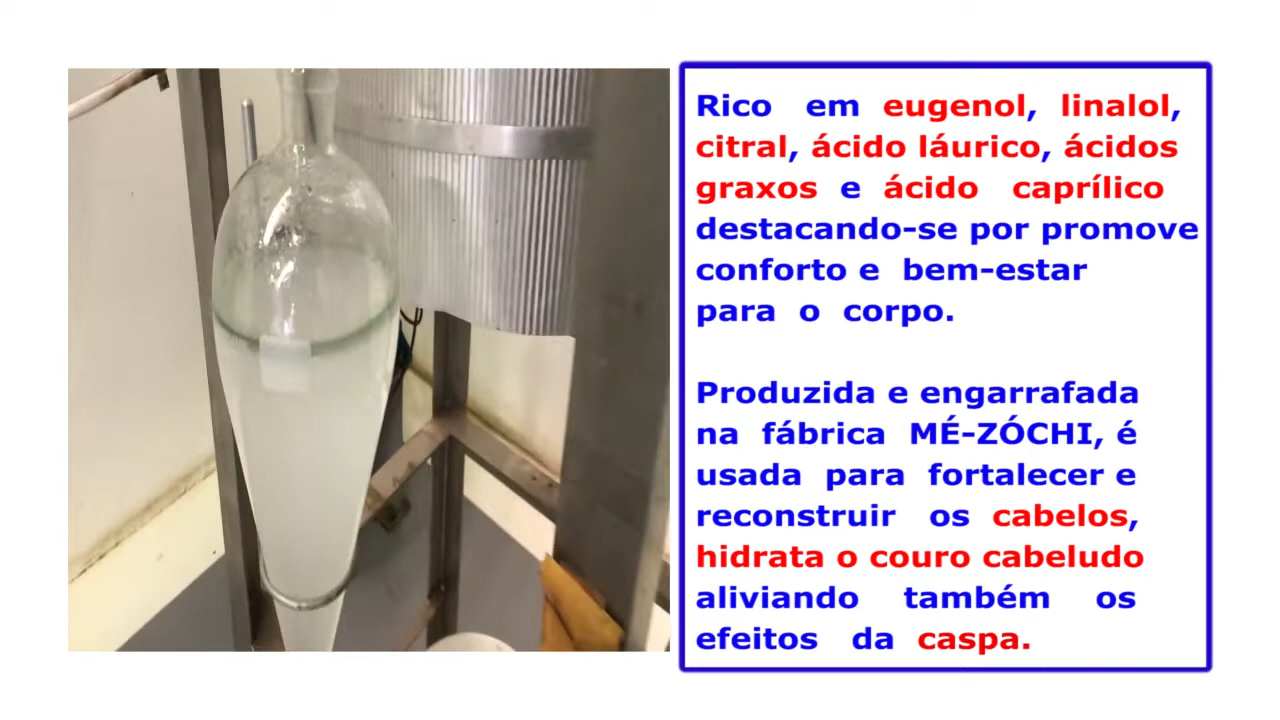 Rico em eugenol, linalol,
citral, ácido láurico, ácidos
graxos e ácido caprílico
destacando-se por promove
conforto e bem-estar
para o corpo.
Produzida e engarrafada
na fábrica MÉ-ZÓCHI, é
usada para fortalecer e
reconstruir os cabelos,
hidrata o couro cabeludo
aliviando também os
efeitos da caspa.